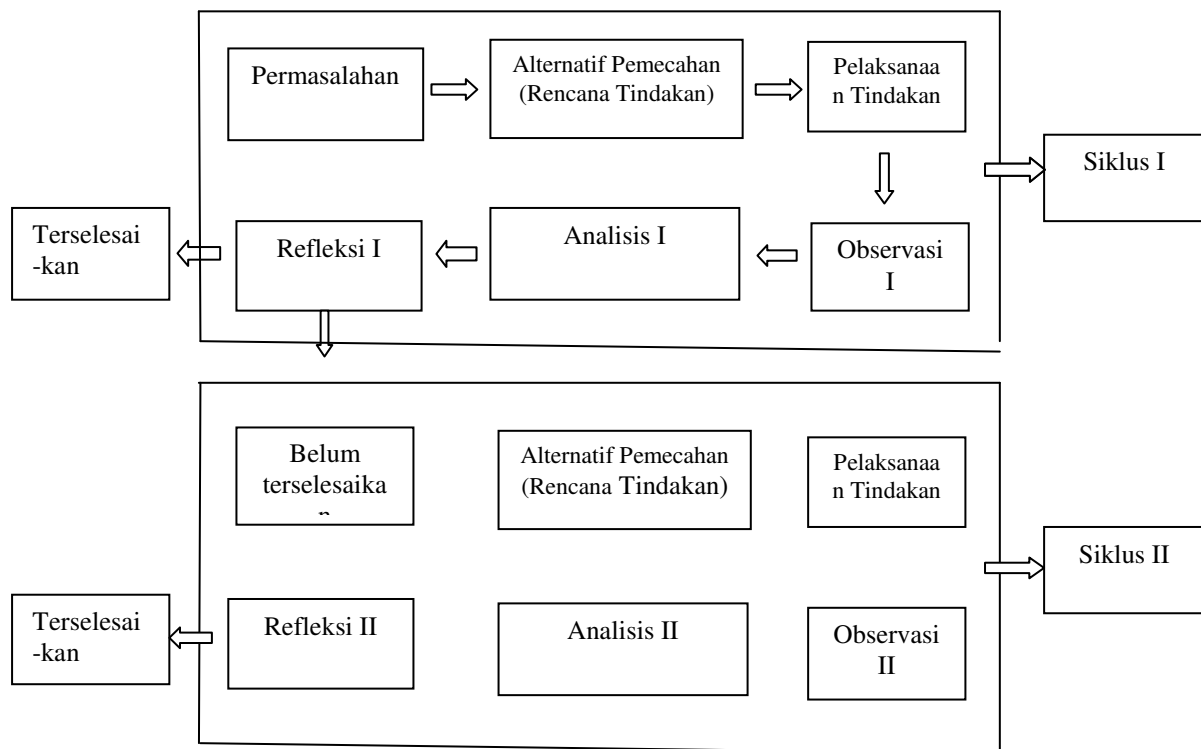 Permasalahan
Alternatif Pemecahan
(Rencana Tindakan)
Pelaksanaa
n Tindakan
Siklus I
Terselesai
-kan
Refleksi I
Analisis I
Observasi
I
Belum
terselesaika
n
Alternatif Pemecahan
(Rencana Tindakan)
Pelaksanaa
n Tindakan
Siklus II
Terselesai
-kan
Refleksi II
Analisis II
Observasi
II